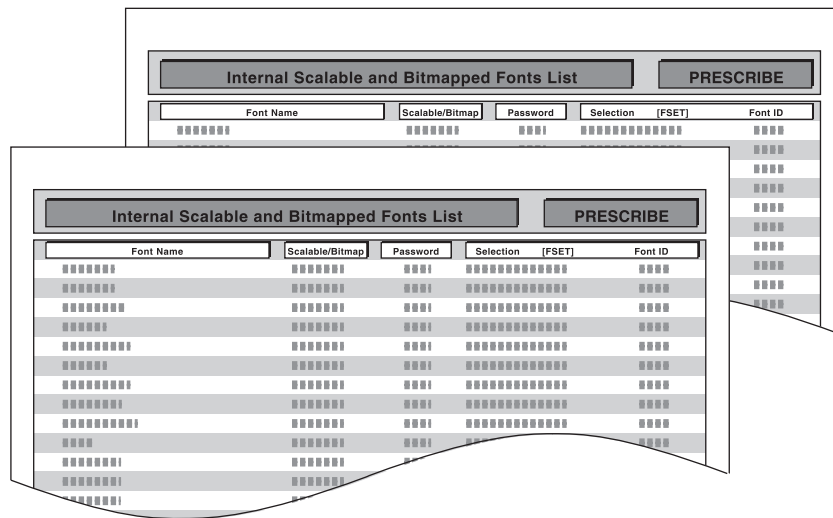 Internal Scalable and Bitmapped Fonts List PRESCRIBE
Font Name Scalable/Bitmap Password Selection [FSET] Font ID
Internal Scalable and Bitmapped Fonts List PRESCRIBE
Font Name Scalable/Bitmap Password Selection [FSET] Font ID